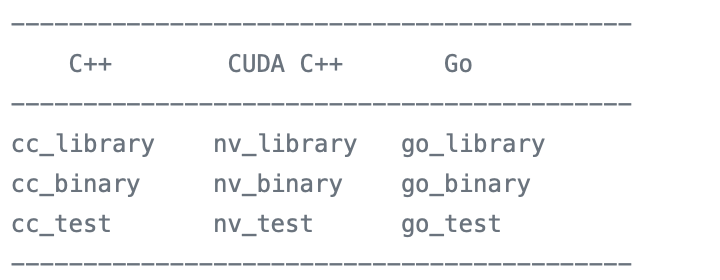 -------------------------------------------
    C++        CUDA C++       Go
-------------------------------------------
cc_library    nv_library   go_library
cc_binary     nv_binary    go_binary
cc_test       nv_test      go_test
-------------------------------------------